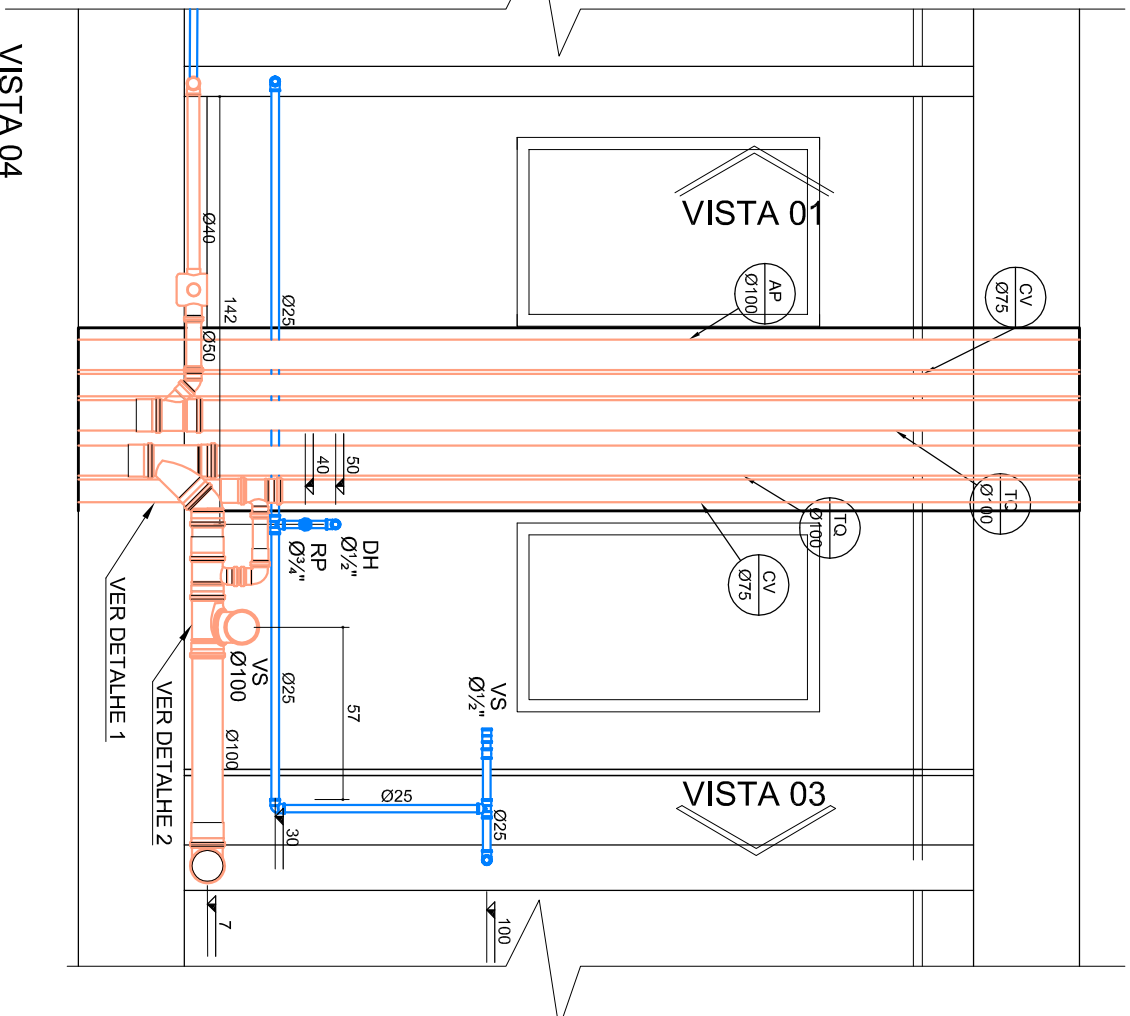 VISTA 04
VISTA 01
VISTA 03
CV
Ø75
AP
Ø100
TQ
Ø100
TQ
Ø100
CV
Ø75
Ø40
142
Ø25
Ø50
50
40
DH
Ø½"
RP
Ø¾"
VS
Ø100
Ø25
57
VS
Ø½"
Ø25
Ø25
30
Ø100
VER DETALHE 1
VER DETALHE 2
7
100